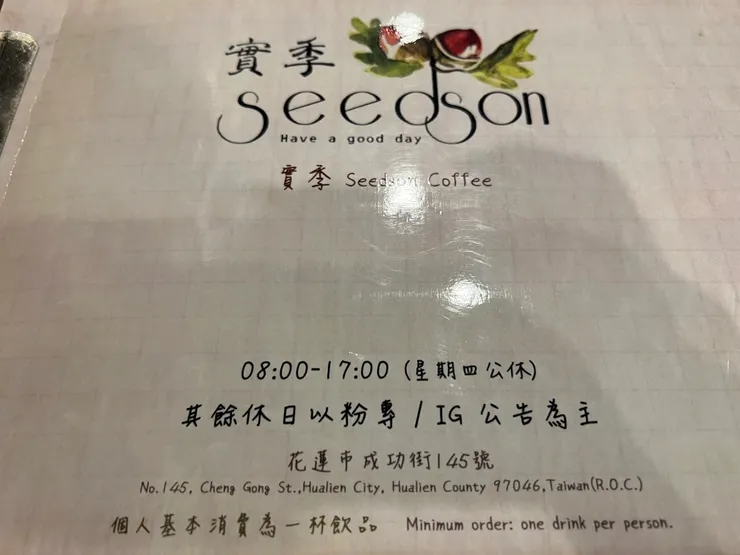 實季
Seedson
Have a good day
實季 Seedson Coffee
08:00-17:00 (星期四公休)
其餘休日以粉專/IG公告為主
花蓮市成功街145號
No.145, Cheng Gong St.,Hualien City, Hualien County 97046,Taiwan(R.O.C.)
個人基本消費為一杯飲品 Minimum order: one drink per person.